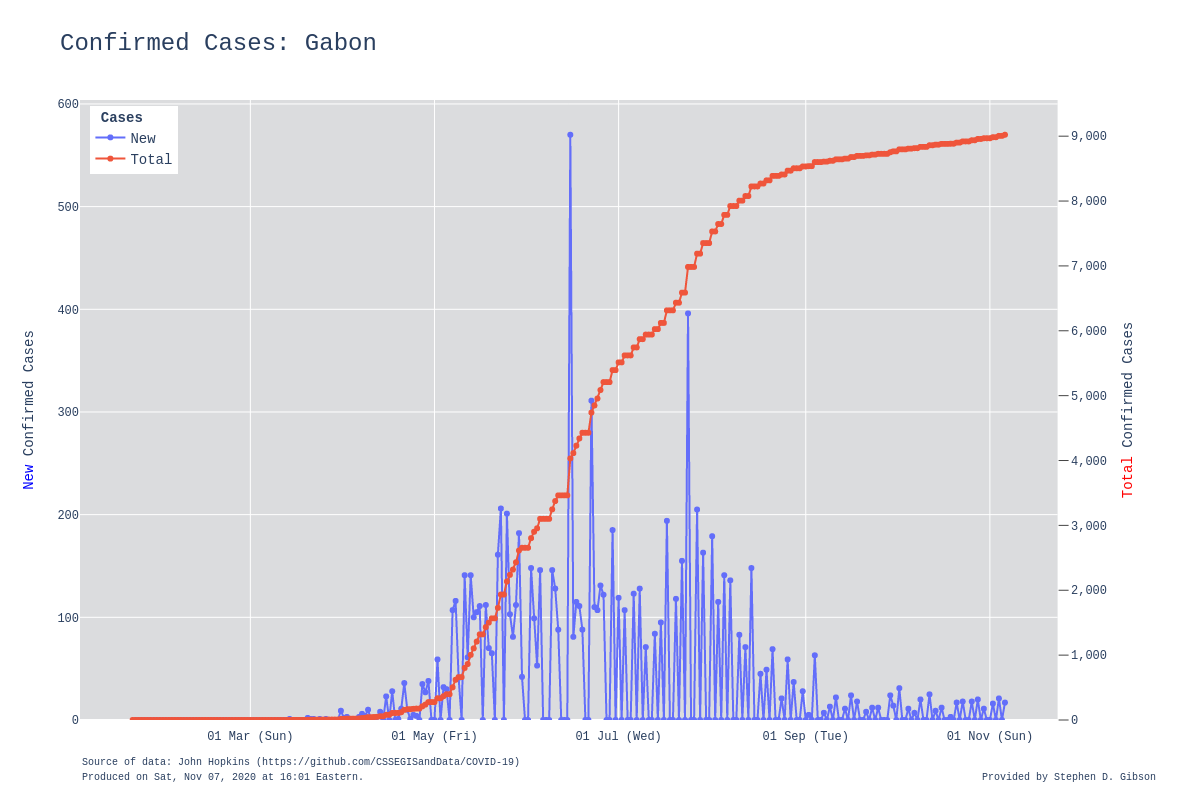 Confirmed Cases: Gabon
Cases
New
Total
600
500
400
300
200
100
0
9,000
8,000
7,000
6,000
5,000
4,000
3,000
2,000
1,000
0
New Confirmed Cases
Total Confirmed Cases
01 Mar (Sun)
01 May (Fri)
01 Jul (Wed)
01 Sep (Tue)
01 Nov (Sun)
Source of data: John Hopkins (https://github.com/CSSEGISandData/COVID-19)
Produced on Sat, Nov 07, 2020 at 16:01 Eastern.
Provided by Stephen D. Gibson